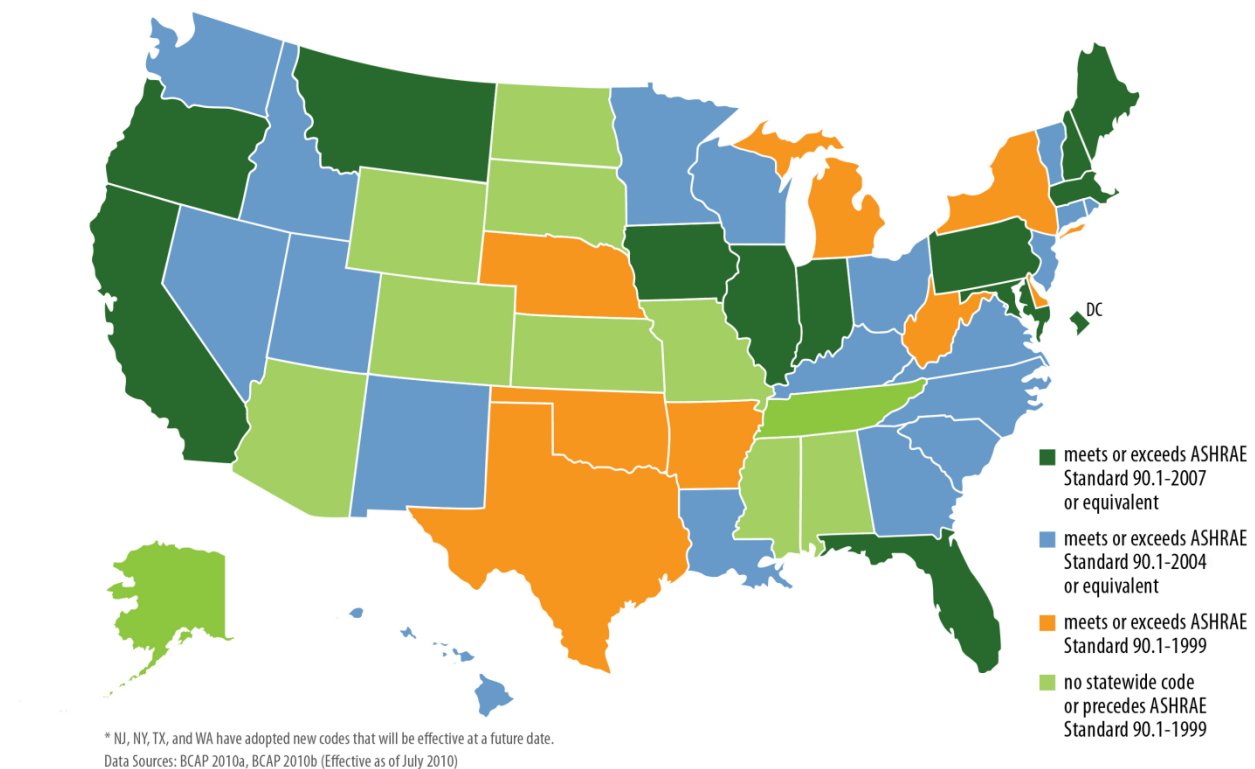 DC
meets or exceeds ASHRAE
Standard 90.1-2007
or equivalent
meets or exceeds ASHRAE
Standard 90.1-2004
or equivalent
meets or exceeds ASHRAE
Standard 90.1-1999
no statewide code
or precedes ASHRAE
Standard 90.1-1999
* NJ, NY, TX, and WA have adopted new codes that will be effective at a future date.
Data Sources: BCAP 2010a, BCAP 2010b (Effective as of July 2010)